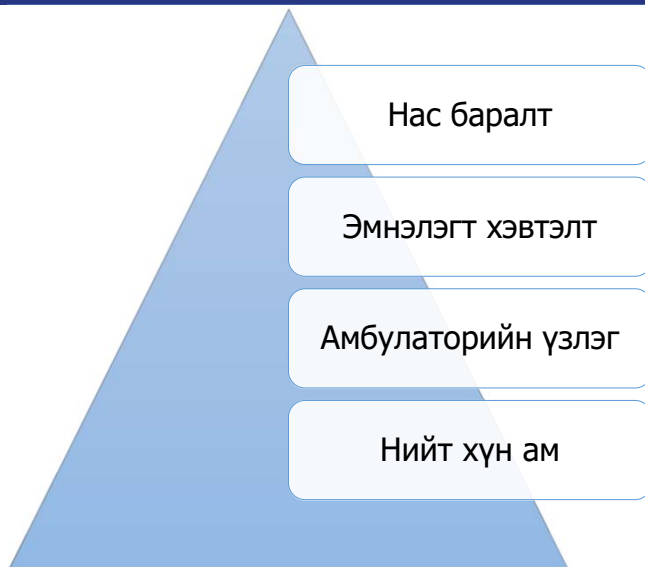 Нас баралт
Эмнэлэгт хэвтэлт
Амбулаторийн үзлэг
Нийт хүн ам